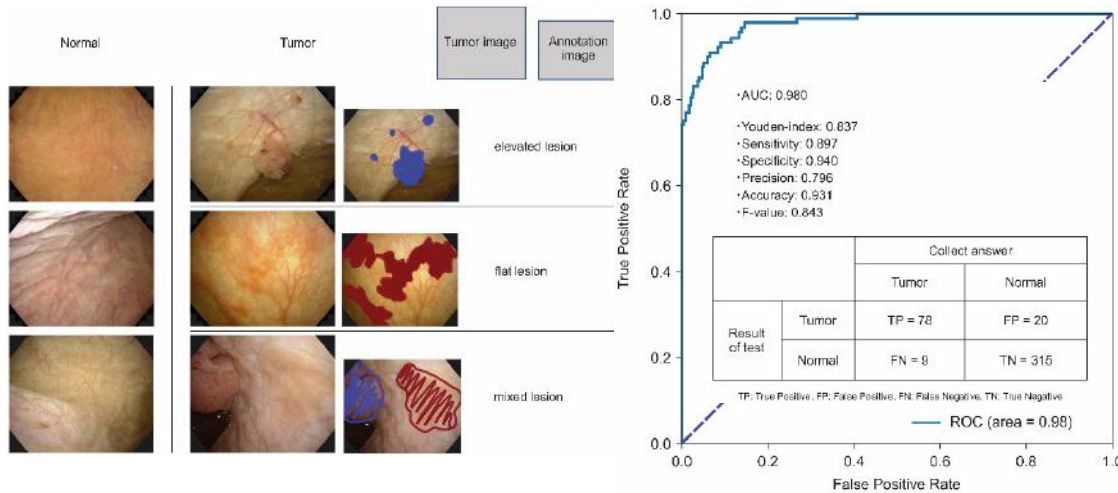 Normal
Tumor
Tumor image
Annotation
image
elevated lesion
flat lesion
mixed lesion
True Positive Rate
1.0
0.8
0.6
0.4
0.2
0.0
・AUC: 0.980
・Youden-index: 0.837
・Sensitivity: 0.897
・Specificity: 0.940
・Precision: 0.796
・Accuracy: 0.931
・F-value: 0.843
Collect answer
Tumor Normal
Result
of test
Tumor TP = 78 FP = 20
Normal FN = 9 TN = 315
TP: True Positive, FP: False Positive, FN: False Negative, TN: True Negative
ROC (area = 0.98)
0.0 0.2 0.4 0.6 0.8 1.0
False Positive Rate